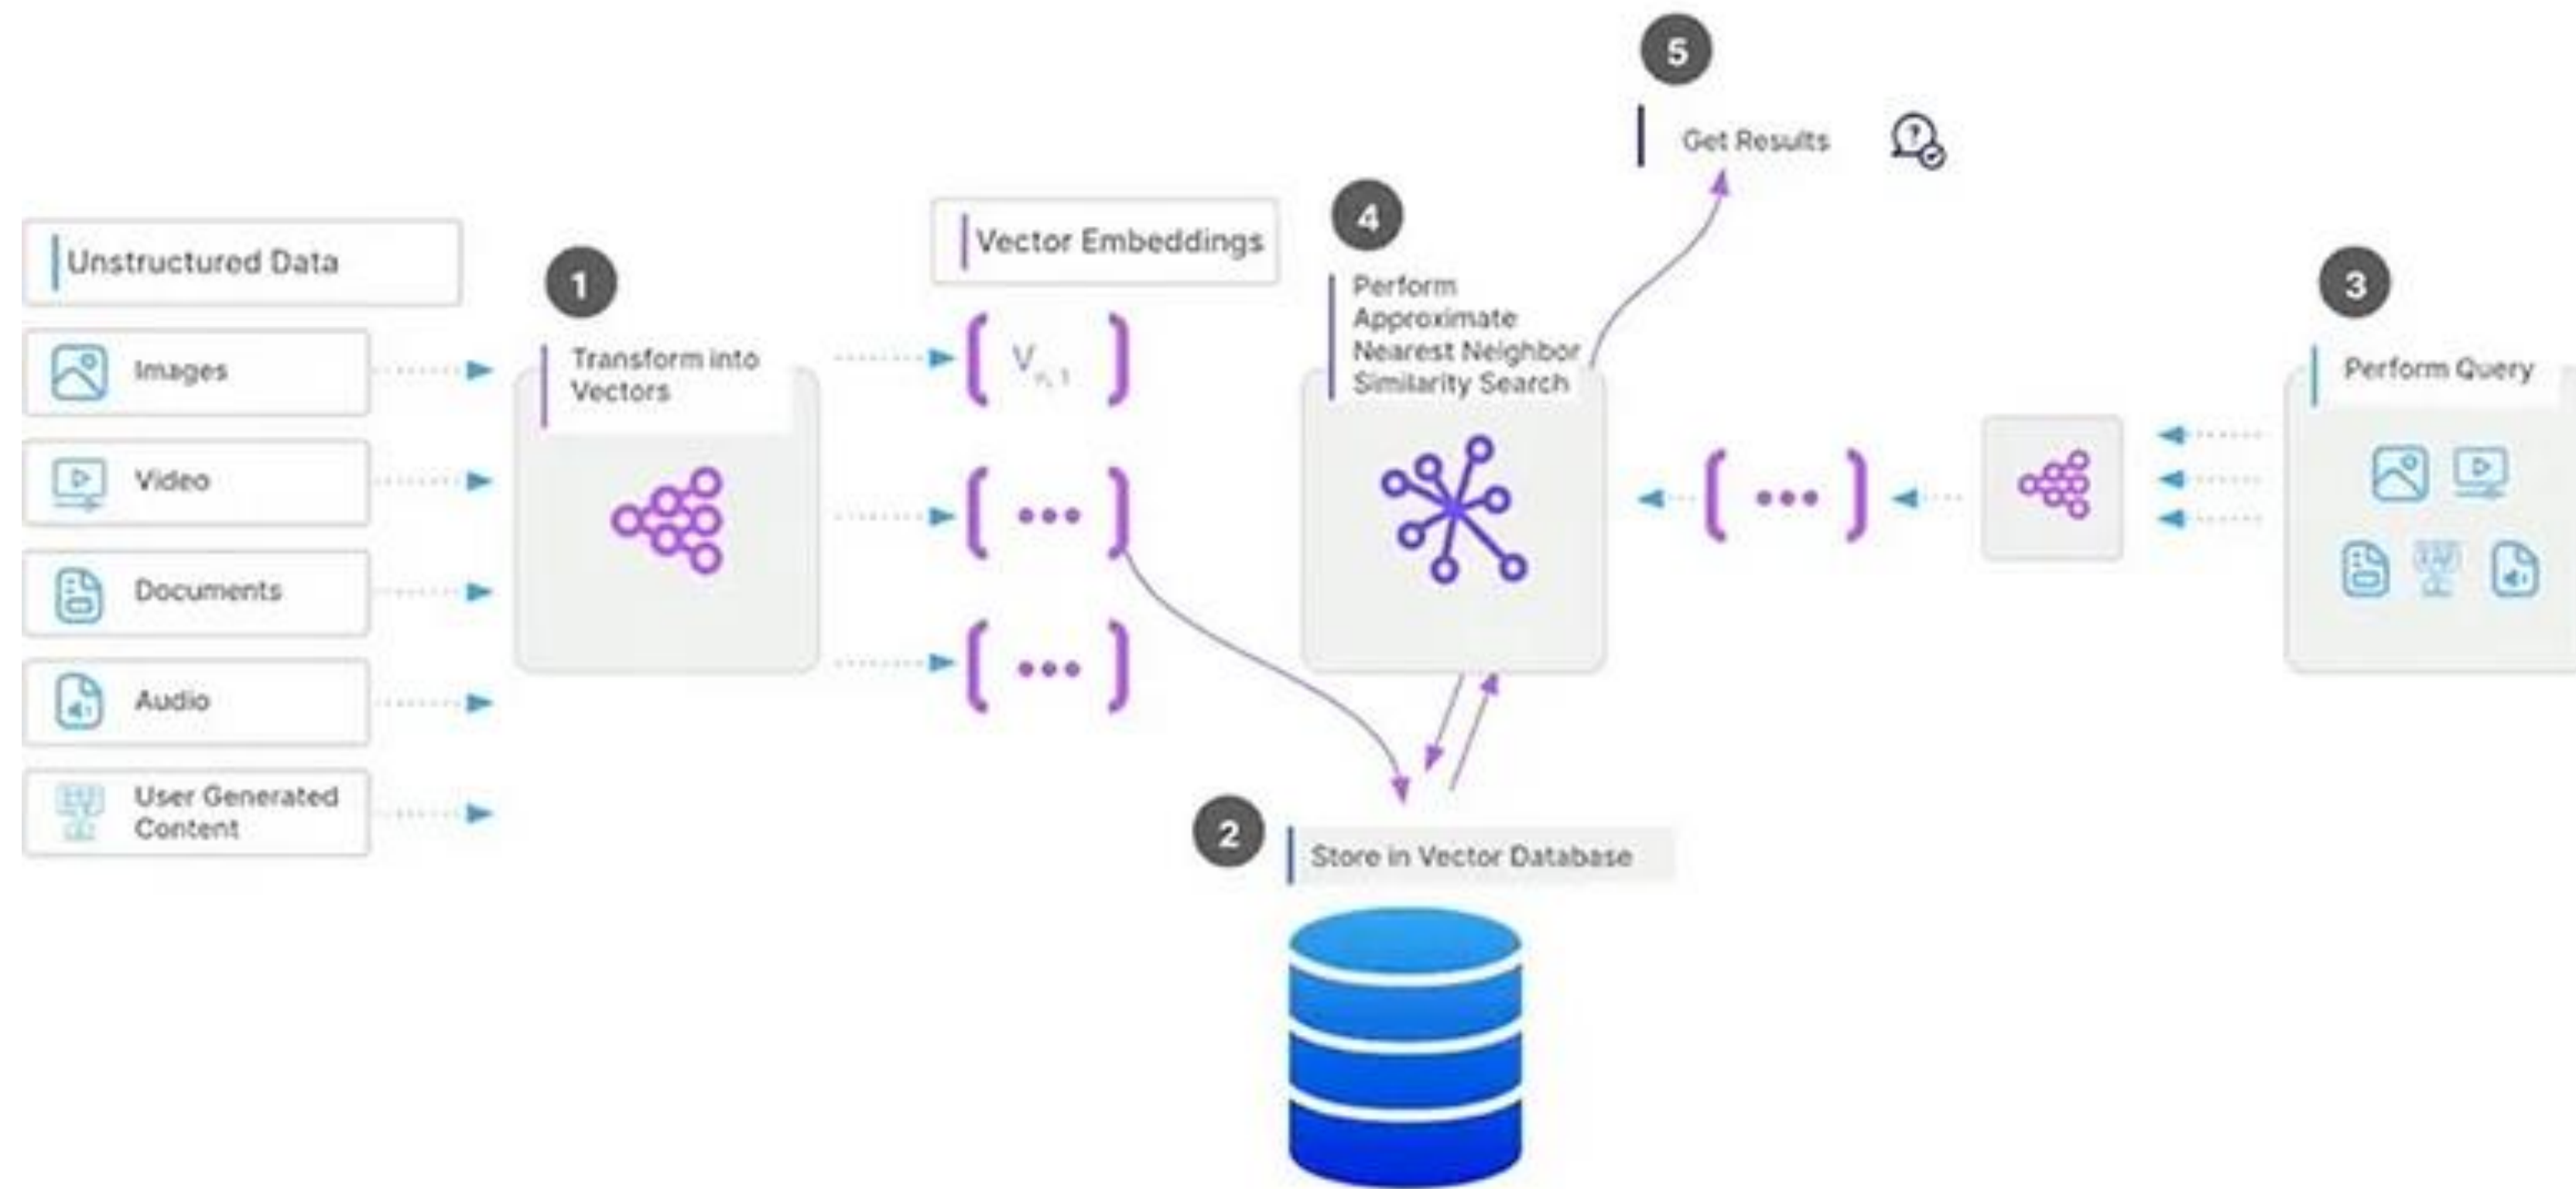 Unstructured Data
Images
Video
Documents
Audio
User Generated
Content
1
Transform into
Vectors
Vector Embeddings
V
2
Store in Vector Database
3
Perform Query
4
Perform
Approximate
Nearest Neighbor
Similarity Search
5
Get Results
?